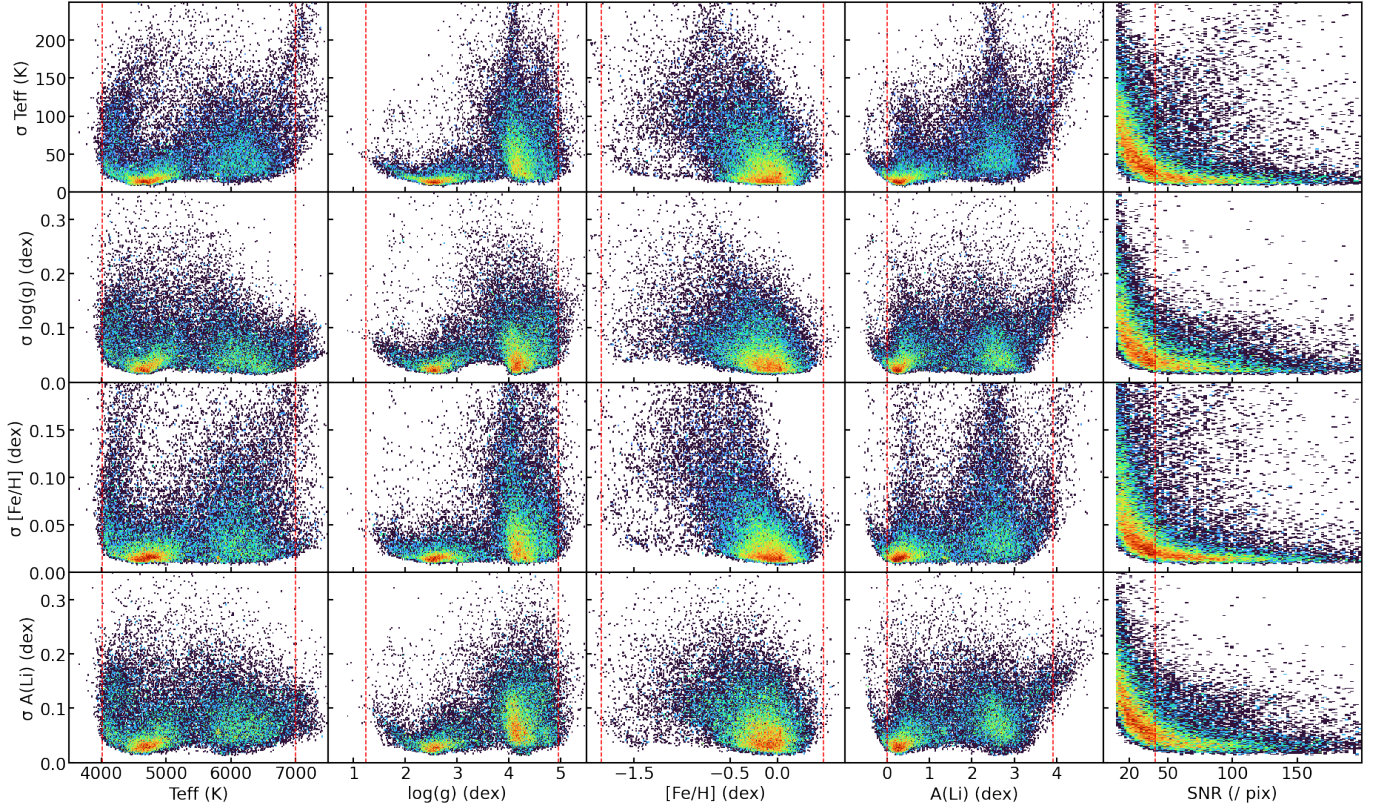 200
150
100
50
0
σ Teff (K)
0.3
0.2
0.1
0.0
σ log(g) (dex)
0.15
0.10
0.05
0.00
σ [Fe/H] (dex)
0.3
0.2
0.1
0.0
σ A(Li) (dex)
4000 5000 6000 7000
1 2 3 4 5
−1.5 −0.5 0.0
0 1 2 3 4
20 50 100 150
Teff (K)
log(g) (dex)
[Fe/H] (dex)
A(Li) (dex)
SNR (/ pix)